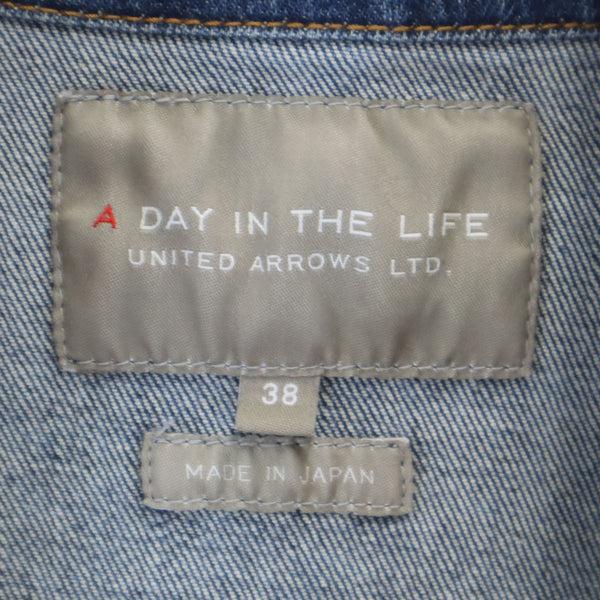 A DAY IN THE LIFE
UNITED ARROWS LTD.
38
MADE IN JAPAN